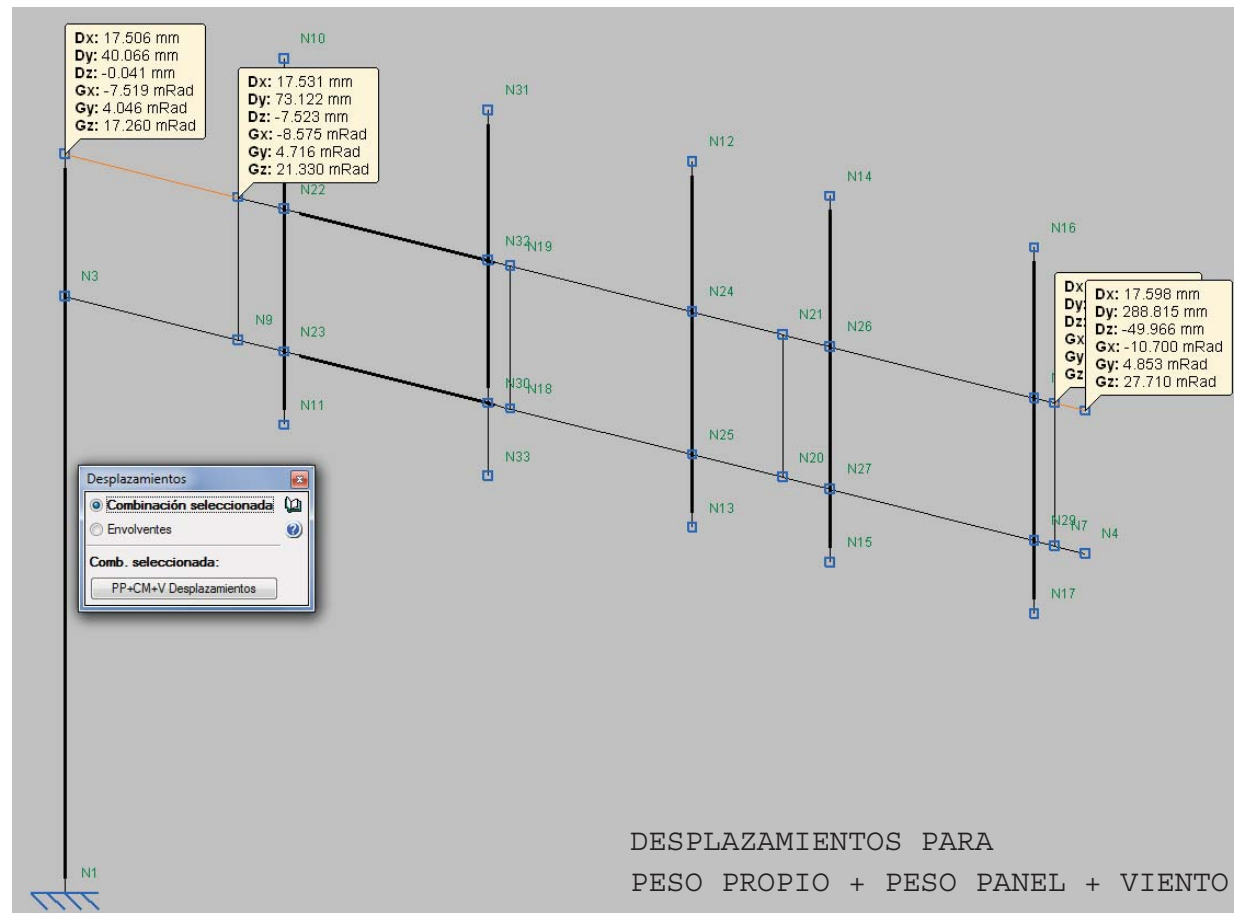 Dx: 17.506 mm
Dy: 40.066 mm
Dz: -0.041 mm
Gx: -7.519 mRad
Gy: 4.046 mRad
Gz: 17.260 mRad
N10
Dx: 17.531 mm
Dy: 73.122 mm
Dz: -7.523 mm
Gx: -8.575 mRad
Gy: 4.716 mRad
Gz: 21.330 mRad
N31
N12
N14
N22
N16
N32
N19
N3
Dx
Dy
Dz
Gx
Gy
Gz
Dx: 17.598 mm
Dy: 288.815 mm
Dz: -49.966 mm
Gx: -10.700 mRad
Gy: 4.853 mRad
Gz: 27.710 mRad
N24
N21
N26
N9
N23
N30
N18
N11
N25
N33
N20
N27
Desplazamientos
Combinación seleccionada
Envolventes
Comb. seleccionada:
PP+CM+V Desplazamientos
N13
N29
N7
N4
N15
N17
DESPLAZAMIENTOS PARA
PESO PROPIO + PESO PANEL + VIENTO
N1